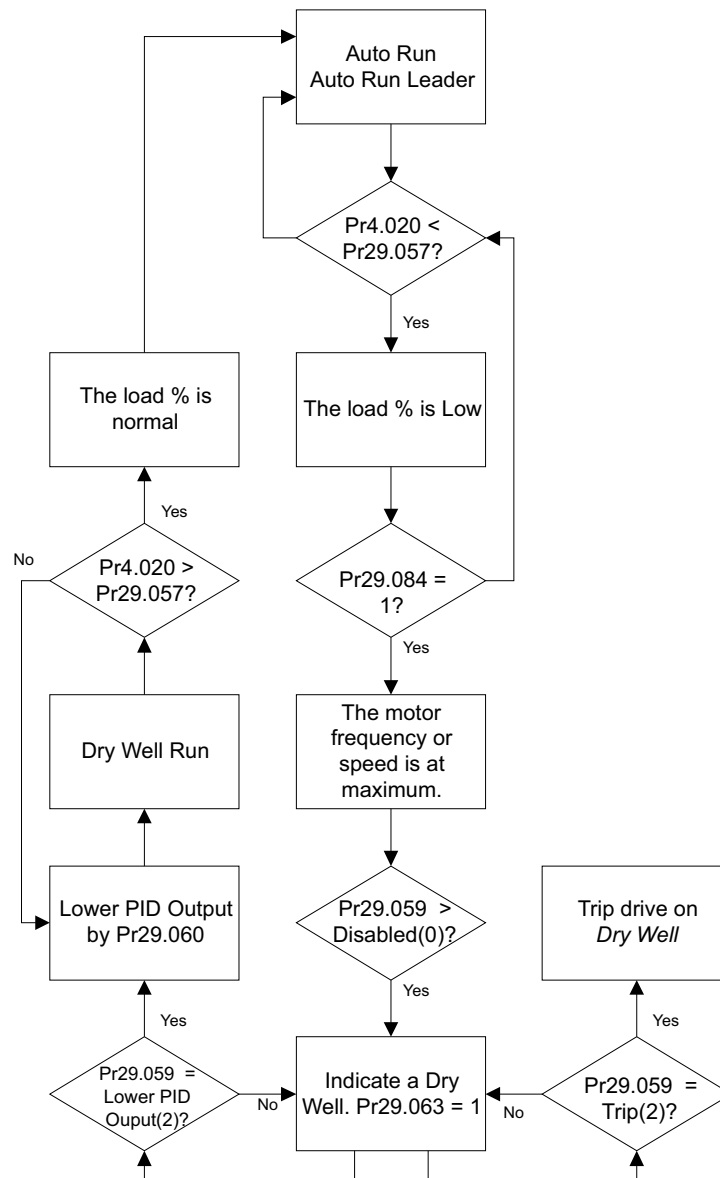 Auto Run
Auto Run Leader
Pr4.020 <
Pr29.057?
Yes
The load % is
normal
The load % is Low
Yes
No
Pr4.020 >
Pr29.057?
Pr29.084 =
1?
Yes
Dry Well Run
The motor
frequency or
speed is at
maximum.
Lower PID Output
by Pr29.060
Pr29.059 >
Disabled(0)?
Trip drive on
Dry Well
Yes
Yes
Yes
Pr29.059 =
Lower PID
Ouput(2)?
No
Indicate a Dry
Well. Pr29.063 = 1
No
Pr29.059 =
Trip(2)?